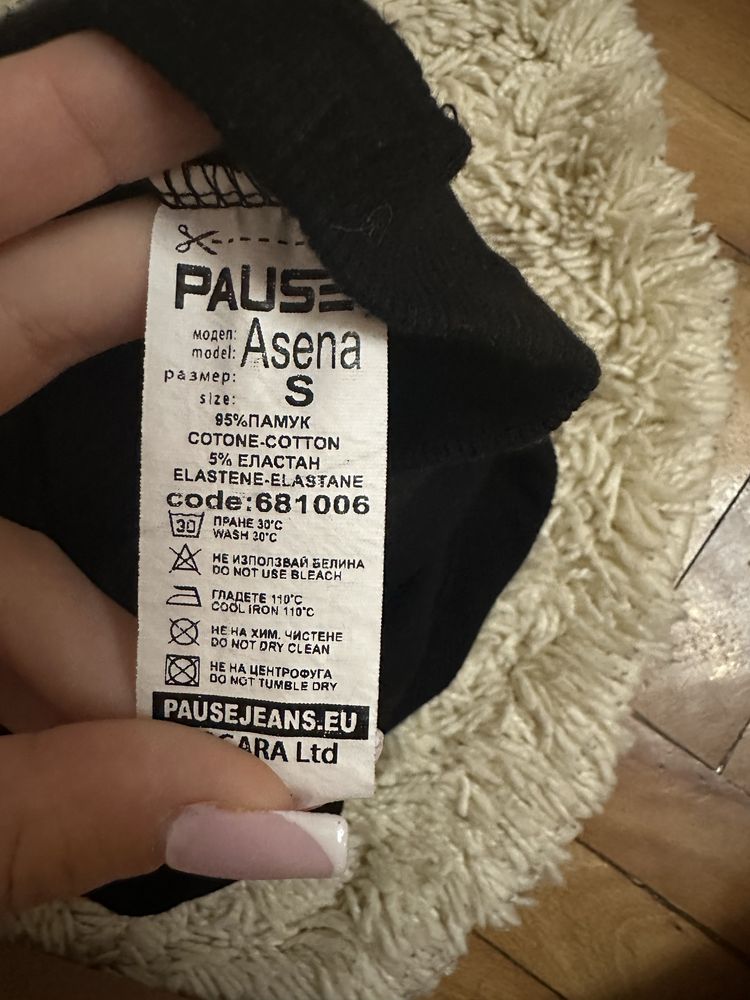 PAUSE
модел:
model: Asena
размер:
size: S
95%ПАМУК
COTONE-COTTON
5% ЕЛАСТАН
ELASTENE-ELASTANE
code:681006
30 ПРАНЕ 30°C
WASH 30°C
НЕ ИЗПОЛЗВАЙ БЕЛИНА
DO NOT USE BLEACH
ГЛАДЕТЕ 110°C
COOL IRON 110°C
НЕ НА ХИМ. ЧИСТЕНЕ
DO NOT DRY CLEAN
НЕ НА ЦЕНТРОФУГА
DO NOT TUMBLE DRY
PAUSEJEANS.EU
Ltd